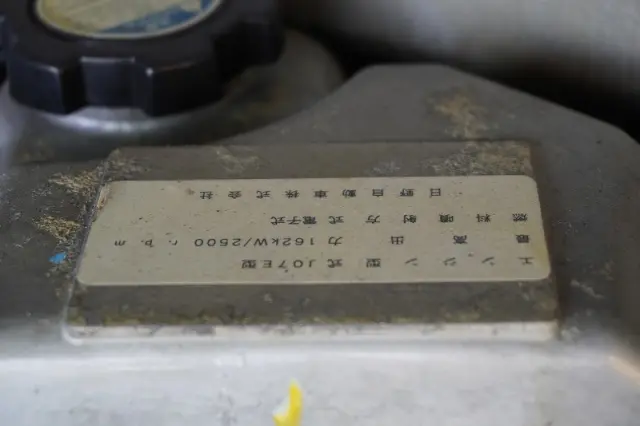 エンジン型式 J07E型
最高出力 162kW/2500 r.p.m
燃料噴射方式 電子式
日野自動車株式会社